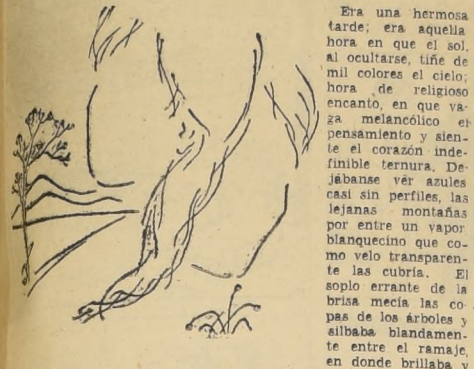 Era una hermosa
tarde; era aquella
hora en que el sol,
al ocultarse, tiñe de
mil colores el cielo;
hora de religioso
encanto, en que va-
ga melancólico el
pensamiento y sien-
te el corazón inde-
finible ternura. De-
jábanse vér azules
casi sin perfiles, las
lejanas montañas
por entre un vapor
blanquecino que co-
mo velo transparen-
te las cubría. El
soplo errante de la
brisa mecía las co-
pas de los árboles y
silbaba blandamen-
te entre el ramaje,
en donde brillaba y